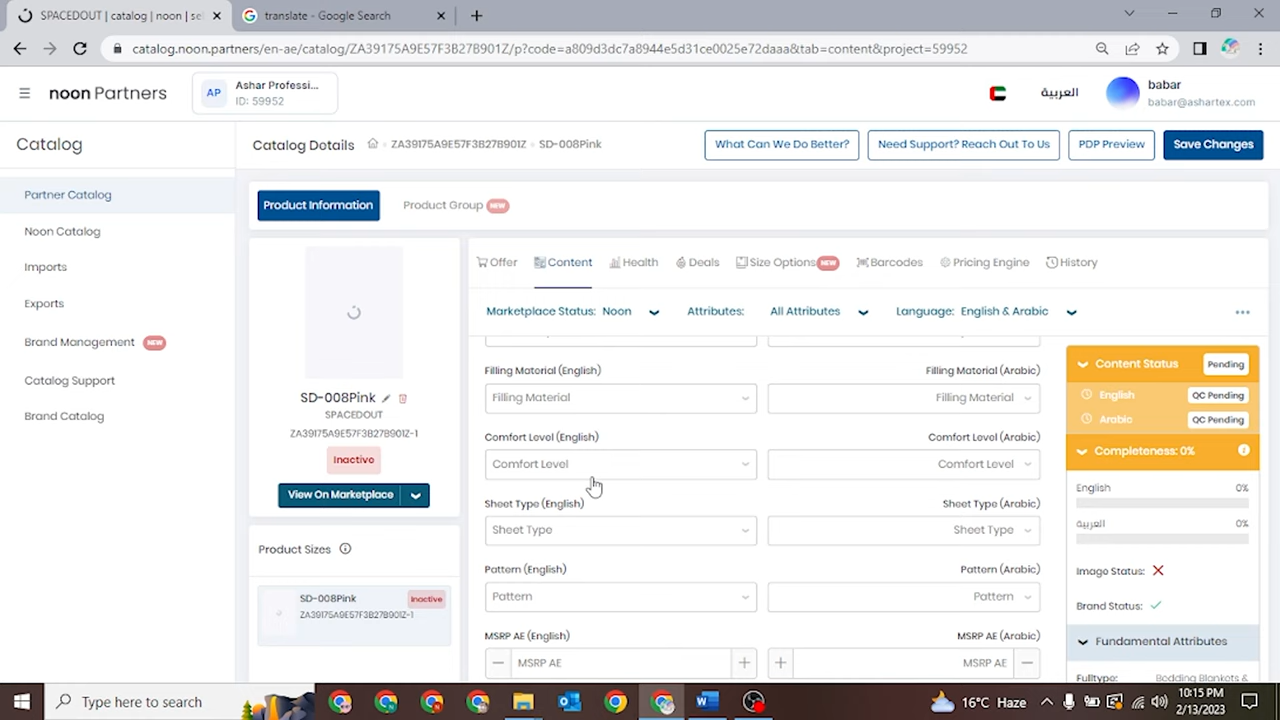 SPACEDOUT | catalog | noon | sel
translate - Google Search
catalog.noon.partners/en-ae/catalog/ZA39175A9E57F3B27B901Z/p?code=a809d3dc7a8944e5d31ce0025e72daaa&tab=content&project=59952
noon Partners
AP
Ashar Professi...
ID: 59952
العربية
babar
babar@ashartex.com
Catalog
Catalog Details
ZA39175A9E57F3B27B901Z
SD-008Pink
What Can We Do Better?
Need Support? Reach Out To Us
PDP Preview
Save Changes
Partner Catalog
Noon Catalog
Imports
Exports
Brand Management NEW
Catalog Support
Brand Catalog
Product Information
Product Group NEW
SD-008Pink
SPACEDOUT
ZA39175A9E57F3B27B901Z-1
Inactive
View On Marketplace
Product Sizes
SD-008Pink
Inactive
ZA39175A9E57F3B27B901Z-1
Offer
Content
Health
Deals
Size Options NEW
Barcodes
Pricing Engine
History
Marketplace Status: Noon
Attributes: All Attributes
Language: English & Arabic
Filling Material (English)
Filling Material (Arabic)
Filling Material
Filling Material
Comfort Level (English)
Comfort Level (Arabic)
Comfort Level
Comfort Level
Sheet Type (English)
Sheet Type (Arabic)
Sheet Type
Sheet Type
Pattern (English)
Pattern (Arabic)
Pattern
Pattern
MSRP AE (English)
MSRP AE (Arabic)
MSRP AE
MSRP AE
Content Status
Pending
English
QC Pending
Arabic
QC Pending
Completeness: 0%
English
0%
العربية
0%
Image Status:
Brand Status:
Fundamental Attributes
Fulltype:
Bedding Blankets &
Type here to search
16°C Haze
10:15 PM
2/13/2023